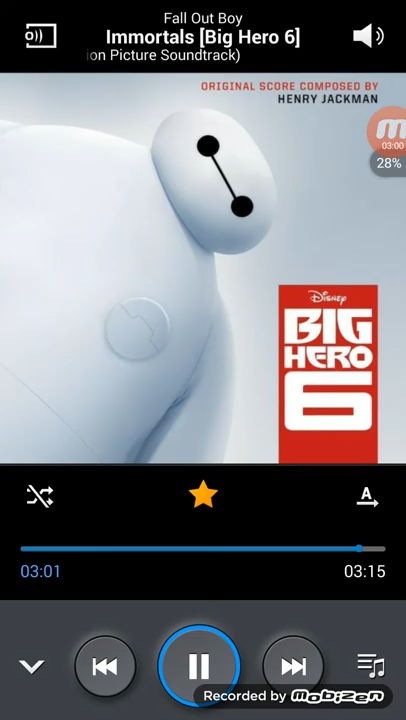 Fall Out Boy
Immortals [Big Hero 6]
ion Picture Soundtrack)
ORIGINAL SCORE COMPOSED BY
HENRY JACKMAN
03:00
28%
Disney
BIG
HERO
6
A
03:01
03:15
Recorded by mobizen